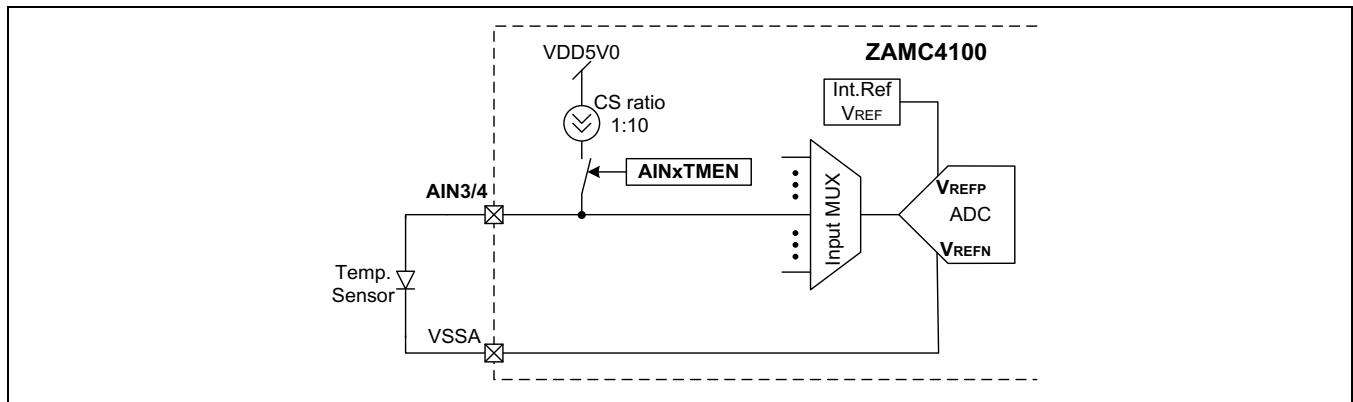 ZAMC4100
VDD5V0
Int.Ref
VREF
CS ratio
1:10
AINxTMEN
AIN3/4
Input MUX
VREFP
ADC
VREFN
Temp.
Sensor
VSSA